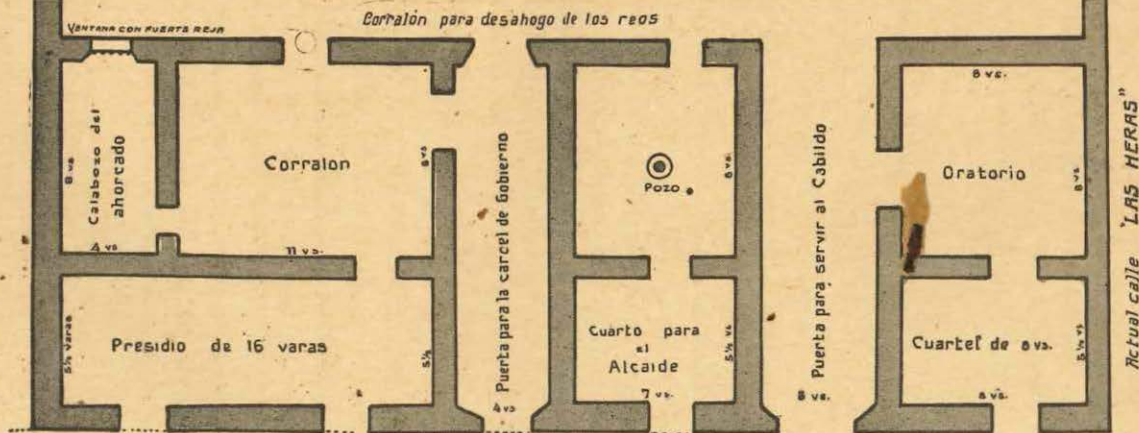 Corralón para desahogo de los reos
VENTANA CON FUERTE REJA
Calabozo del
ahorcado
8 vs
4 vs
Corralon
8 vs
11 vs.
Puerta para la carcel de Gobierno
4 vs
Pozo
8 vs.
Puerta para servir al Cabildo
8 vs.
8 vs.
Oratorio
8 vs
Actual calle "LAS HERAS"
5½ varas
Presidio de 16 varas
5½
Cuarto para
el
Alcaide
5½ vs
7 vs.
Cuartel de 8 vs.
5½ vs
8 vs.